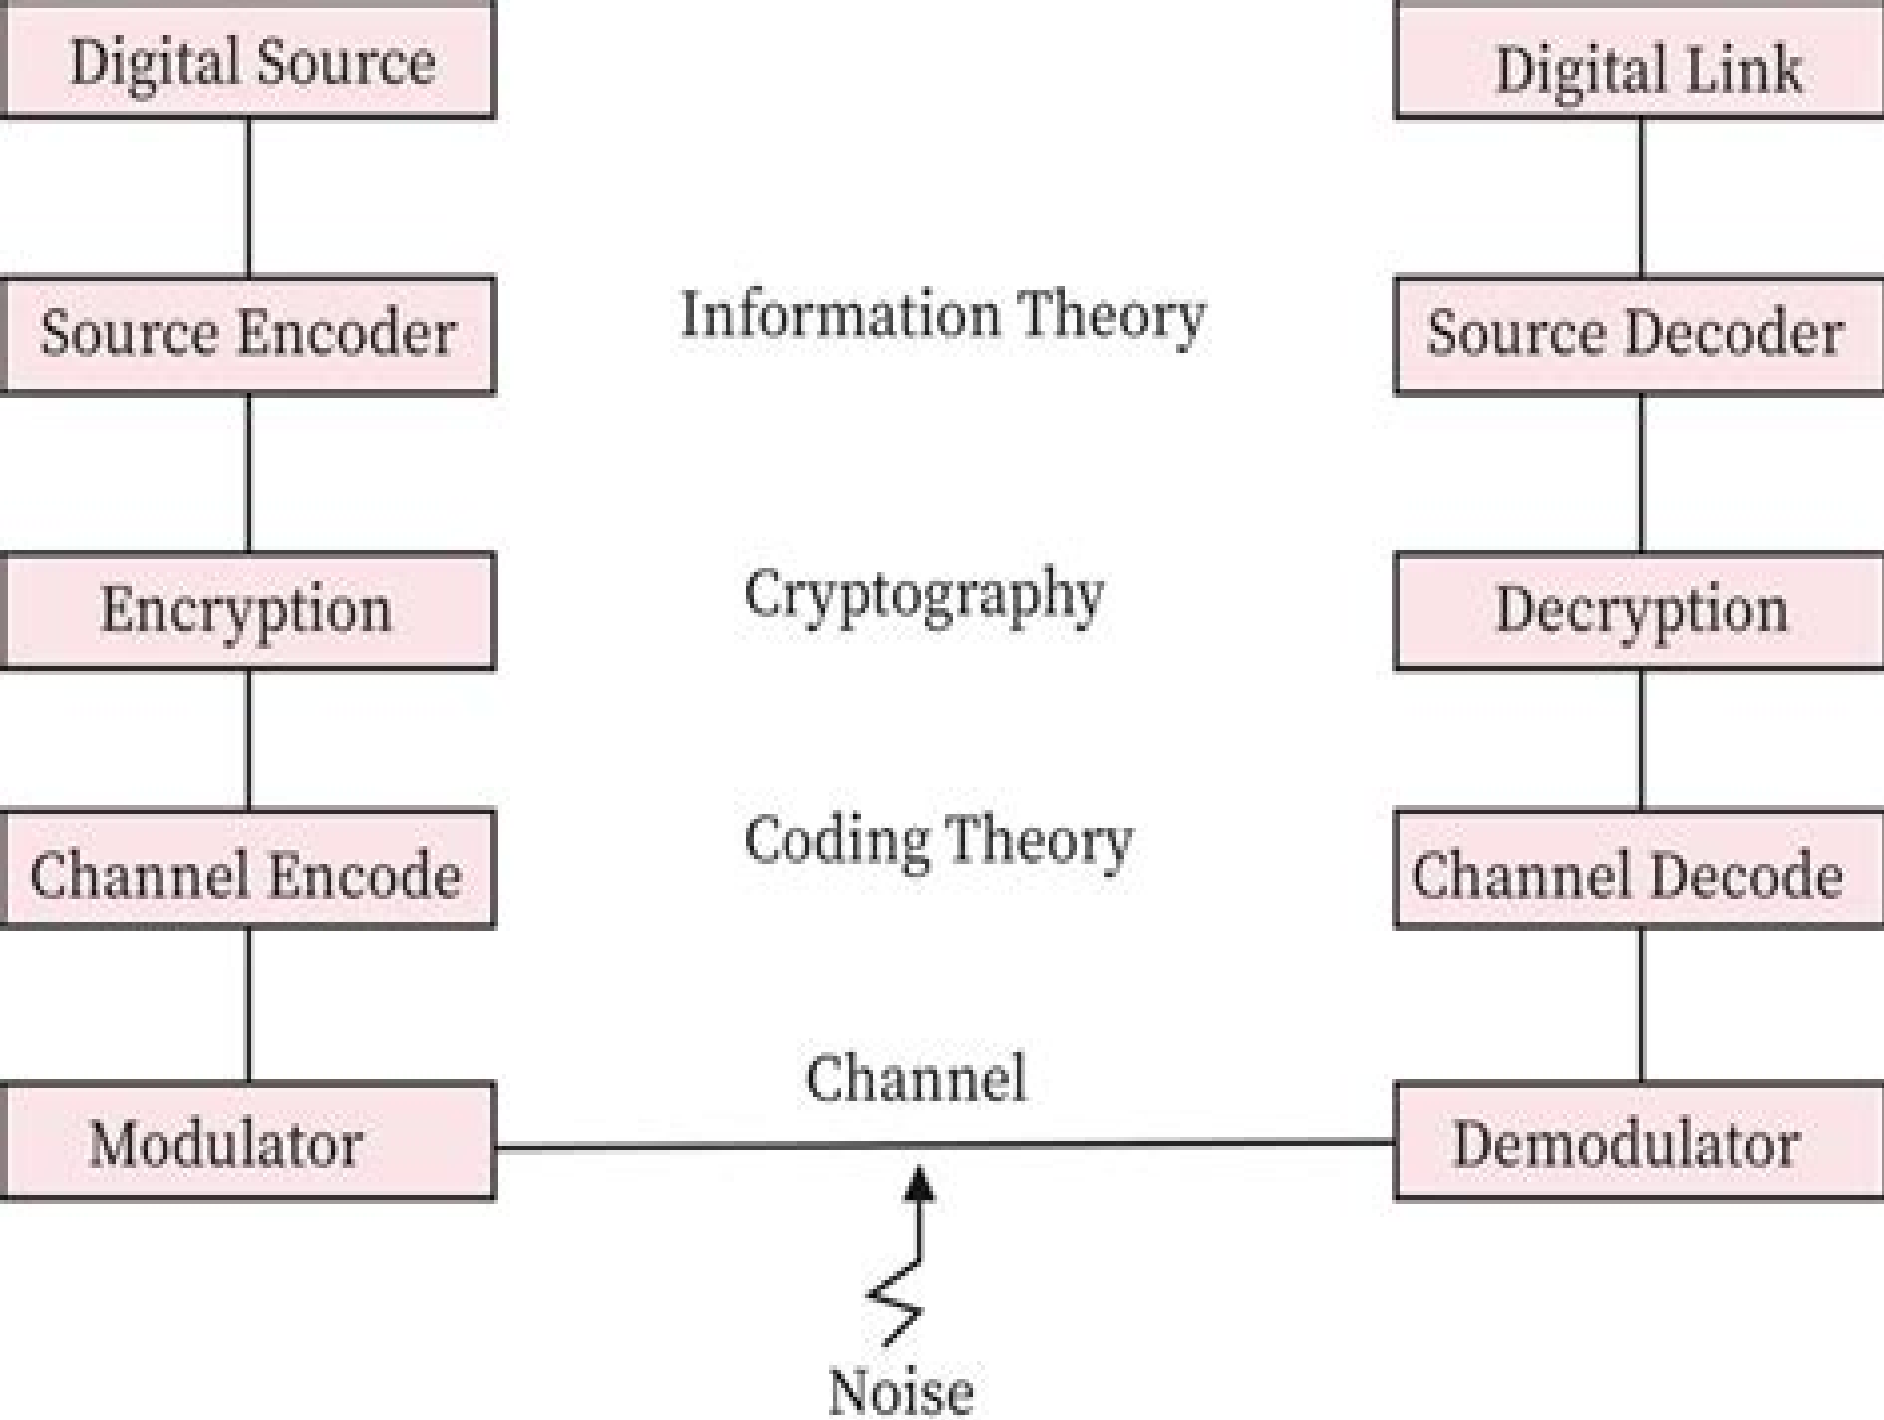 Digital Source
Digital Link
Source Encoder
Information Theory
Source Decoder
Encryption
Cryptography
Decryption
Channel Encode
Coding Theory
Channel Decode
Channel
Modulator
Demodulator
Noise